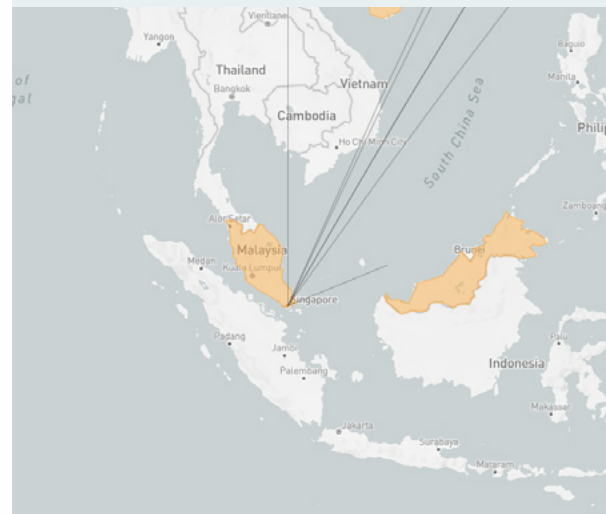 Vientiane
Yangon
Baguio
of
gal
Thailand
Manila
Bangkok
Vietnam
South China Sea
Cambodia
Phili
Ho Chi Minh City
Zamboang
Alor Setar
Malaysia
Brunei
Medan
Kuala Lumpur
Singapore
Padang
Jambi
Palu
Palembang
Indonesia
Makassar
Jakarta
Surabaya
Mataram